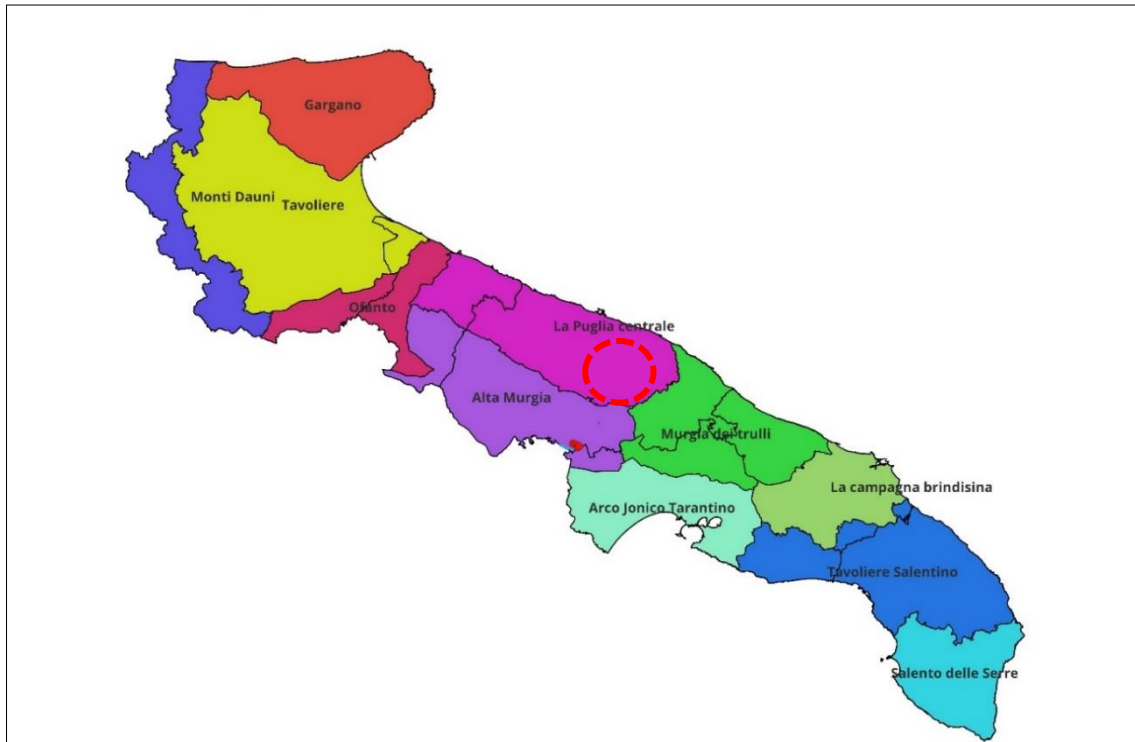 Gargano
Monti Dauni
Tavoliere
Ofanto
La Puglia centrale
Alta Murgia
Murgia dei trulli
La campagna brindisina
Arco Jonico Tarantino
Tavoliere Salentino
Salento delle Serre